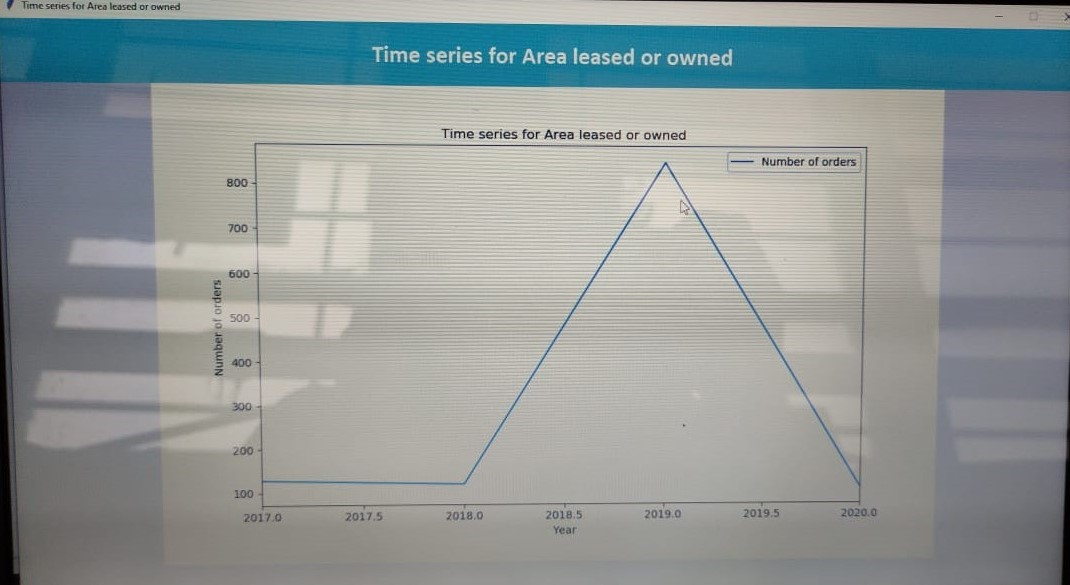 Time series for Area leased or owned
Time series for Area leased or owned
Time series for Area leased or owned
Number of orders
800
700
600
500
400
300
200
100
Number of orders
2017.0 2017.5 2018.0 2018.5 2019.0 2019.5 2020.0
Year